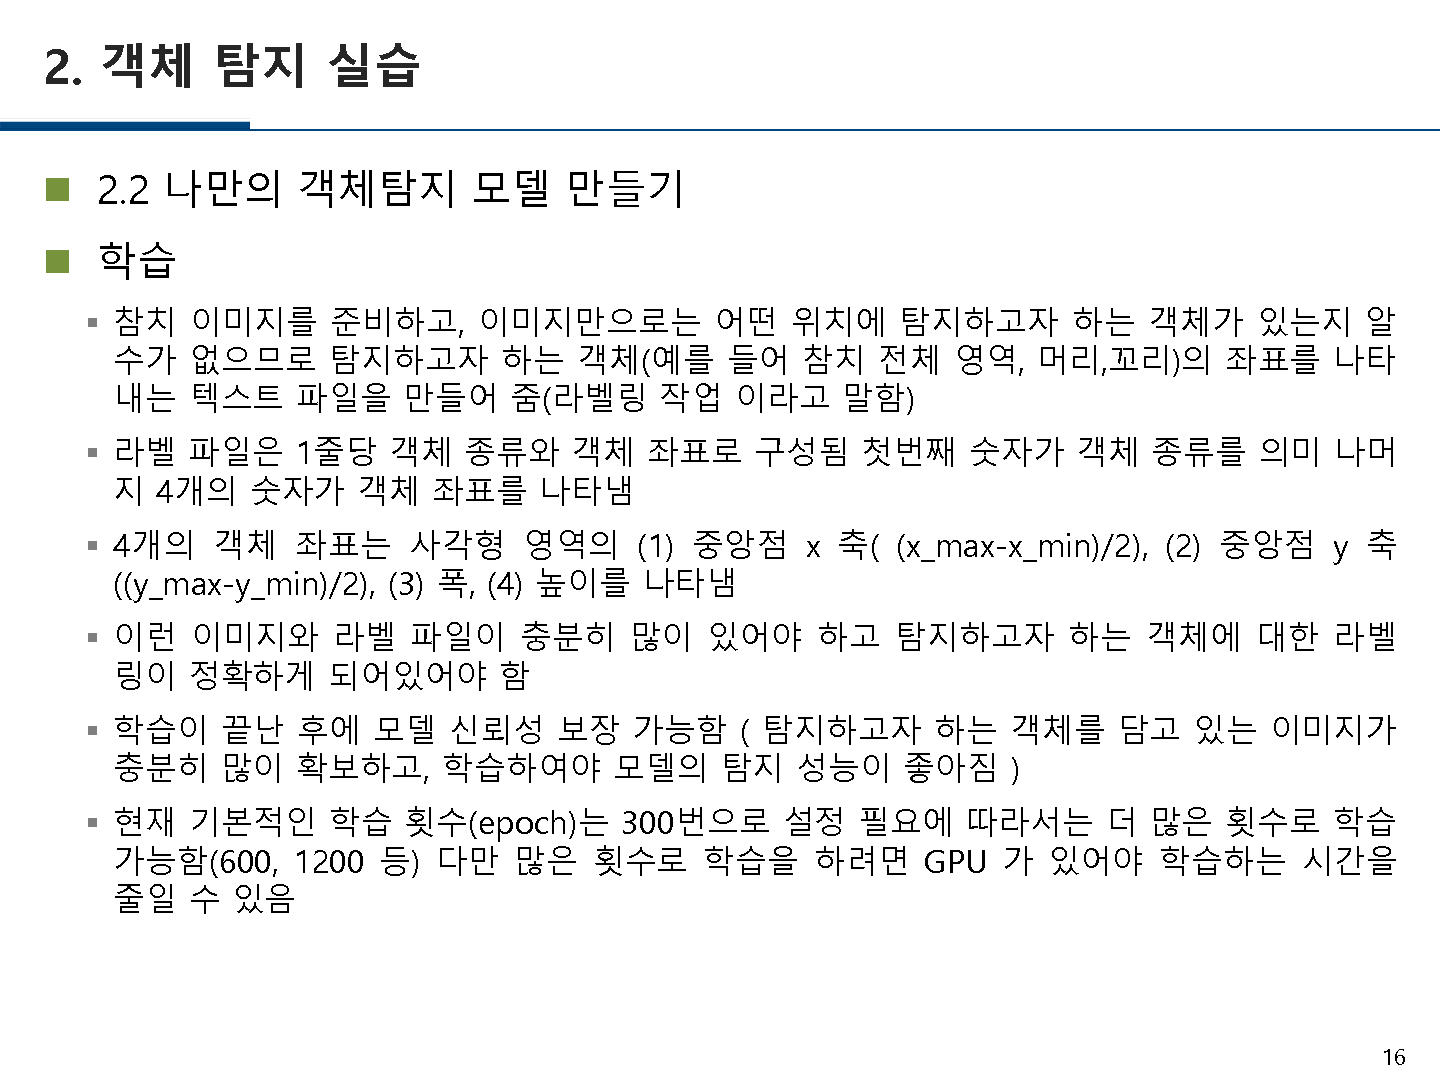 2. 객체 탐지 실습
2.2 나만의 객체탐지 모델 만들기
학습
참치 이미지를 준비하고, 이미지만으로는 어떤 위치에 탐지하고자 하는 객체가 있는지 알
수가 없으므로 탐지하고자 하는 객체(예를 들어 참치 전체 영역, 머리,꼬리)의 좌표를 나타
내는 텍스트 파일을 만들어 줌(라벨링 작업 이라고 말함)
라벨 파일은 1줄당 객체 종류와 객체 좌표로 구성됨 첫번째 숫자가 객체 종류를 의미 나머
지 4개의 숫자가 객체 좌표를 나타냄
4개의 객체 좌표는 사각형 영역의 (1) 중앙점 x 축( (x_max-x_min)/2), (2) 중앙점 y 축
((y_max-y_min)/2), (3) 폭, (4) 높이를 나타냄
이런 이미지와 라벨 파일이 충분히 많이 있어야 하고 탐지하고자 하는 객체에 대한 라벨
링이 정확하게 되어있어야 함
학습이 끝난 후에 모델 신뢰성 보장 가능함 ( 탐지하고자 하는 객체를 담고 있는 이미지가
충분히 많이 확보하고, 학습하여야 모델의 탐지 성능이 좋아짐 )
현재 기본적인 학습 횟수(epoch)는 300번으로 설정 필요에 따라서는 더 많은 횟수로 학습
가능함(600, 1200 등) 다만 많은 횟수로 학습을 하려면 GPU 가 있어야 학습하는 시간을
줄일 수 있음
16